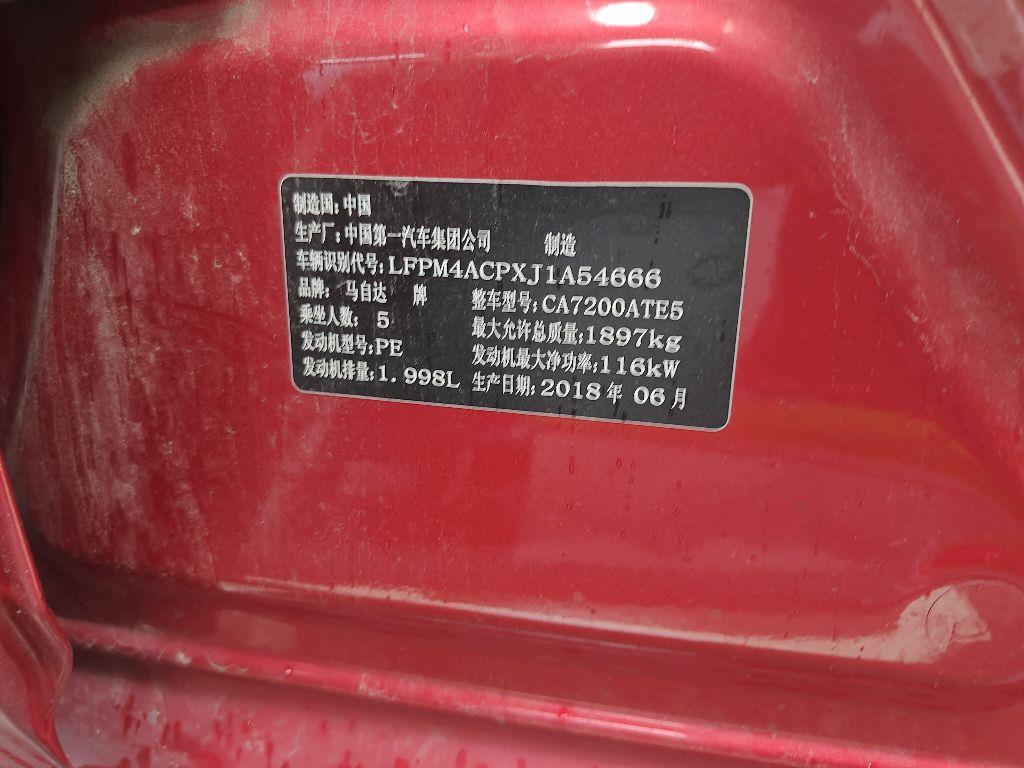 制造国:中国
生产厂:中国第一汽车集团公司 制造
车辆识别代号:LFPM4ACPXJ1A54666
品牌:马自达 牌 整车型号:CA7200ATE5
乘坐人数:5 最大允许总质量:1897kg
发动机型号:PE 发动机最大净功率:116kW
发动机排量:1.998L 生产日期:2018年 06月